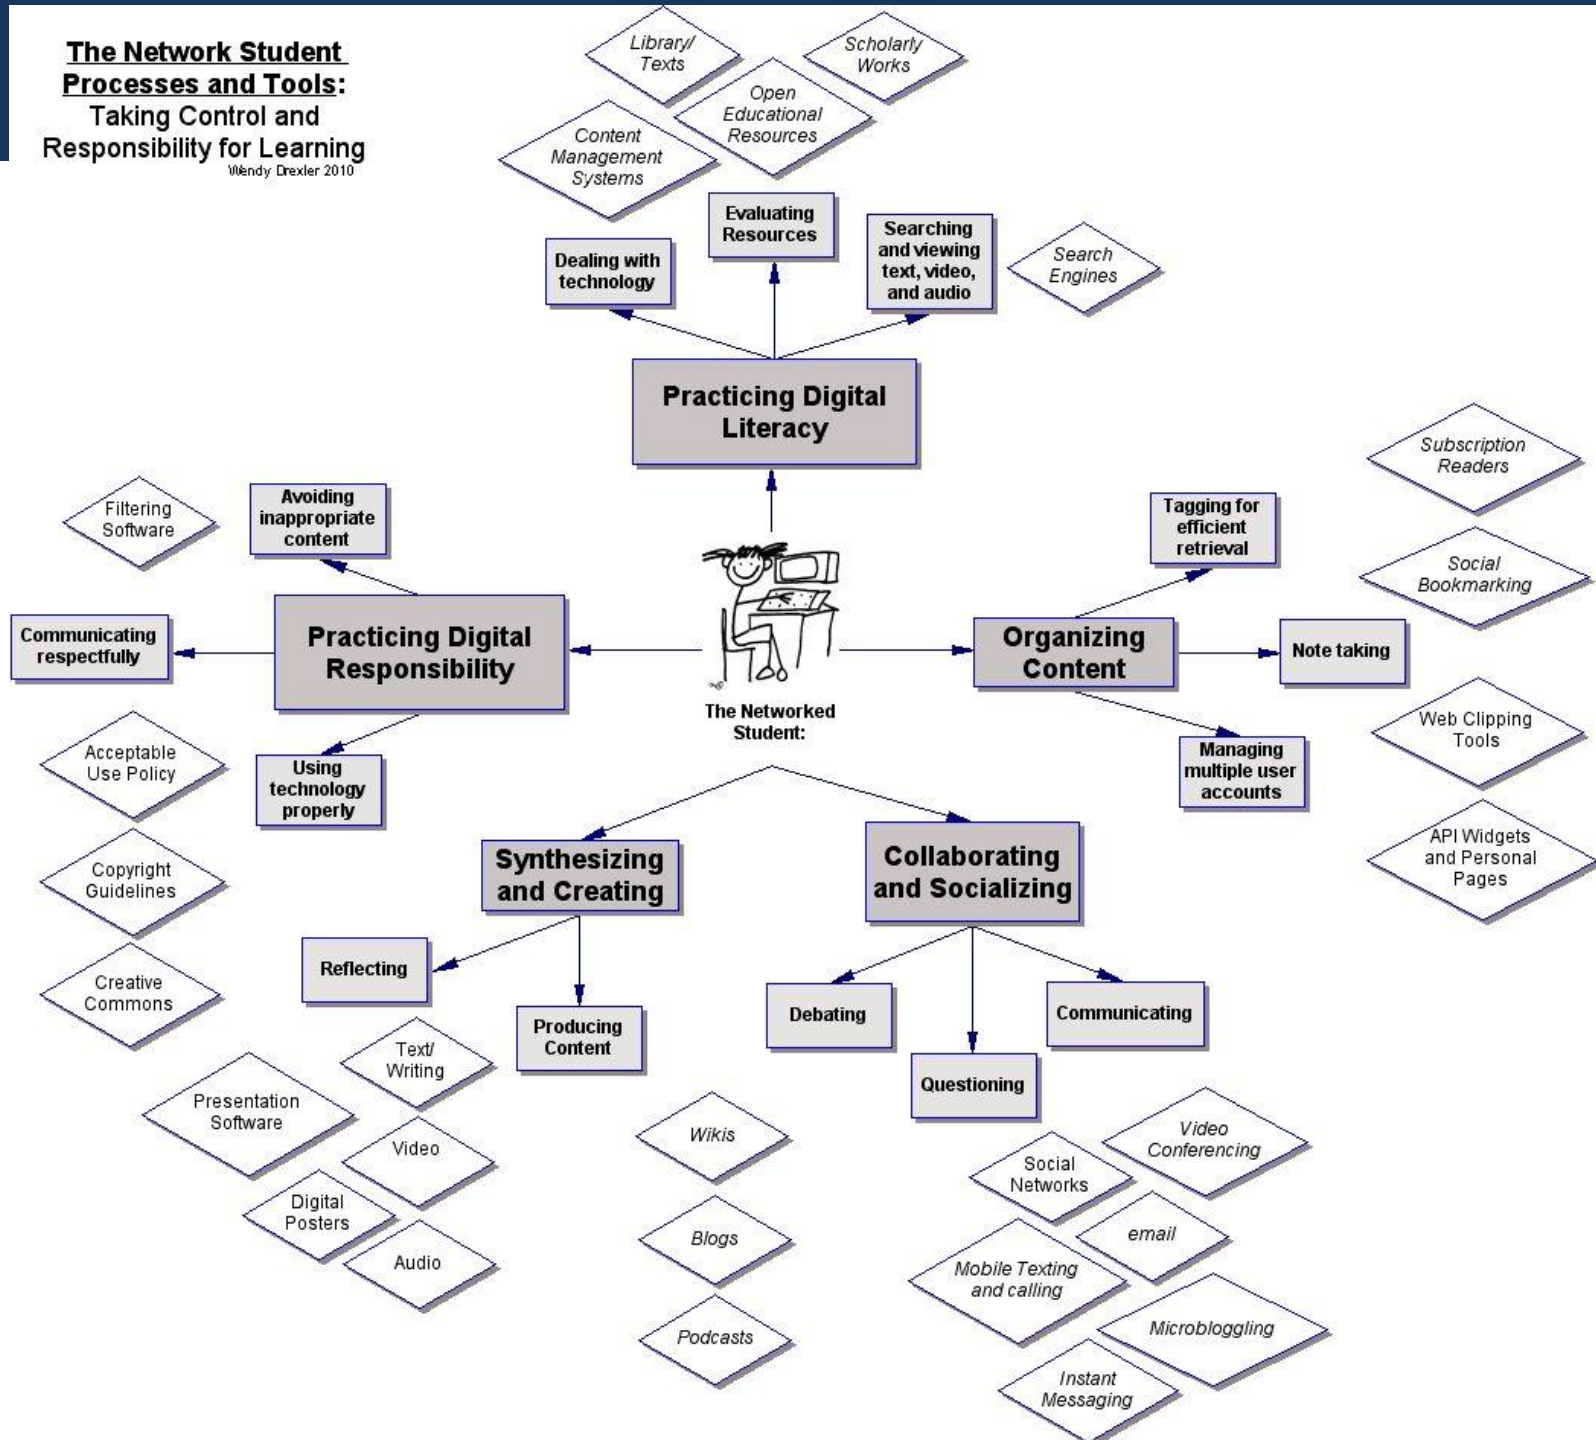 The Network Student
Processes and Tools:
Taking Control and
Responsibility for Learning
Wendy Drexler 2010
Library/
Texts
Scholarly
Works
Open
Educational
Resources
Content
Management
Systems
Evaluating
Resources
Dealing with
technology
Searching
and viewing
text, video,
and audio
Search
Engines
Practicing Digital
Literacy
Subscription
Readers
Filtering
Software
Avoiding
inappropriate
content
Tagging for
efficient
retrieval
Social
Bookmarking
Communicating
respectfully
Practicing Digital
Responsibility
Organizing
Content
Note taking
The Networked
Student:
Acceptable
Use Policy
Using
technology
properly
Managing
multiple user
accounts
Web Clipping
Tools
Copyright
Guidelines
Synthesizing
and Creating
Collaborating
and Socializing
API Widgets
and Personal
Pages
Creative
Commons
Reflecting
Producing
Content
Debating
Communicating
Questioning
Text/
Writing
Presentation
Software
Video
Digital
Posters
Audio
Wikis
Blogs
Podcasts
Video
Conferencing
Social
Networks
email
Mobile Texting
and calling
Microbloggling
Instant
Messaging